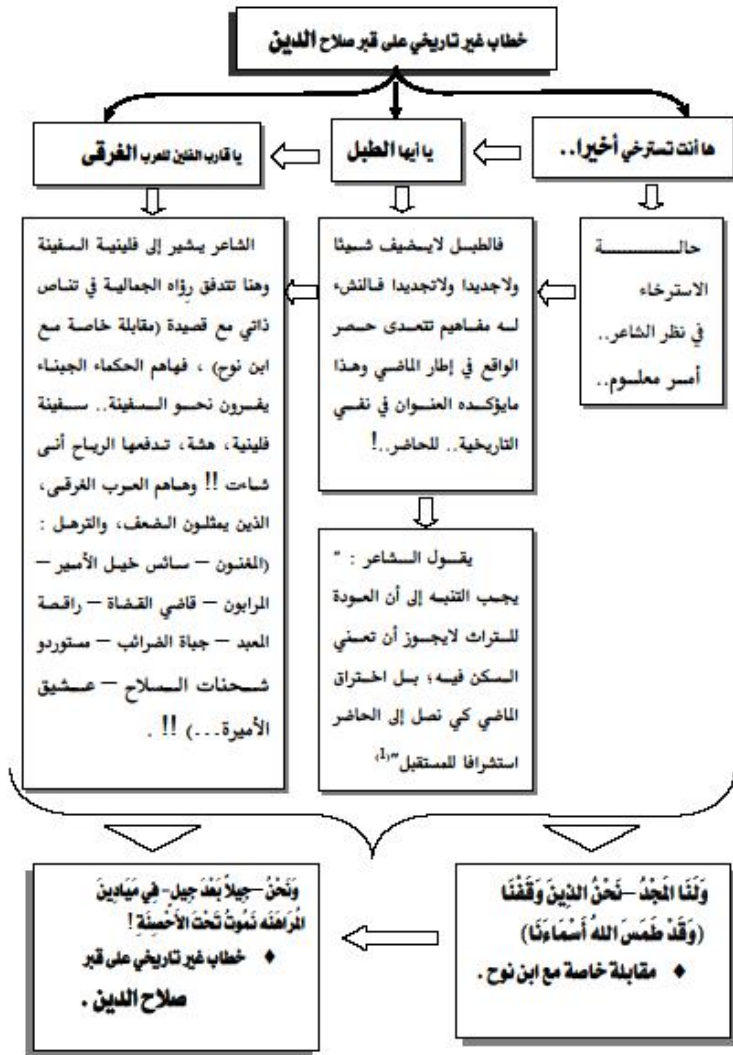 خطاب غير تاريخي على قبر صلاح الدين
ها أنت تسترخي أخيرا..
يا أيها الطبل
يا قارب الفلين للعرب الغرقى
حالة
الاسترخاء
في نظر الشاعر..
أمر معلوم..
فالطبل لايضيف شيئا
ولاجديدا ولاتجديدا فالنشء
له مفاهيم تتعدى حصر
الواقع في إطار الماضي وهذا
مايؤكده العنوان في نفي
التاريخية.. للحاضر..!
يقول الشاعر : "
يجب التنبه إلى أن العودة
للتراث لايجوز أن تعني
السكن فيه؛ بل اختراق
الماضي كي نصل إلى الحاضر
استشرافا للمستقبل"(1)
الشاعر يشير إلى فلينية السفينة
وهنا تتدفق رؤاه الجمالية في تناص
ذاتي مع قصيدة (مقابلة خاصة مع
ابن نوح) ، فهاهم الحكماء الجبناء
يفرون نحو السفينة.. سفينة
فلينية، هشة، تدفعها الرياح أنى
شاءت !! وهاهم العرب الغرقى،
الذين يمثلون الضعف، والترهل :
(المغنون – سائس خيل الأمير –
المرابون – قاضي القضاة – راقصة
المعبد – جباة الضرائب – مستوردو
شحنات السلاح – عشيق
الأميرة...) !! .
وَلَنَا المَجْدُ –نَحْنُ الذِينَ وَقَفْنَا
(وَقَدْ طَمَسَ اللهُ أَسْمَاءَنَا)
♦ مقابلة خاصة مع ابن نوح .
وَنَحْنُ –جِيلاً بَعْدَ جِيل- فِي مَيَادِينَ
المُرَاهَنَه نَمُوتُ تَحْتَ الأَحْصِنَةِ !
♦ خطاب غير تاريخي على قبر
صلاح الدين .